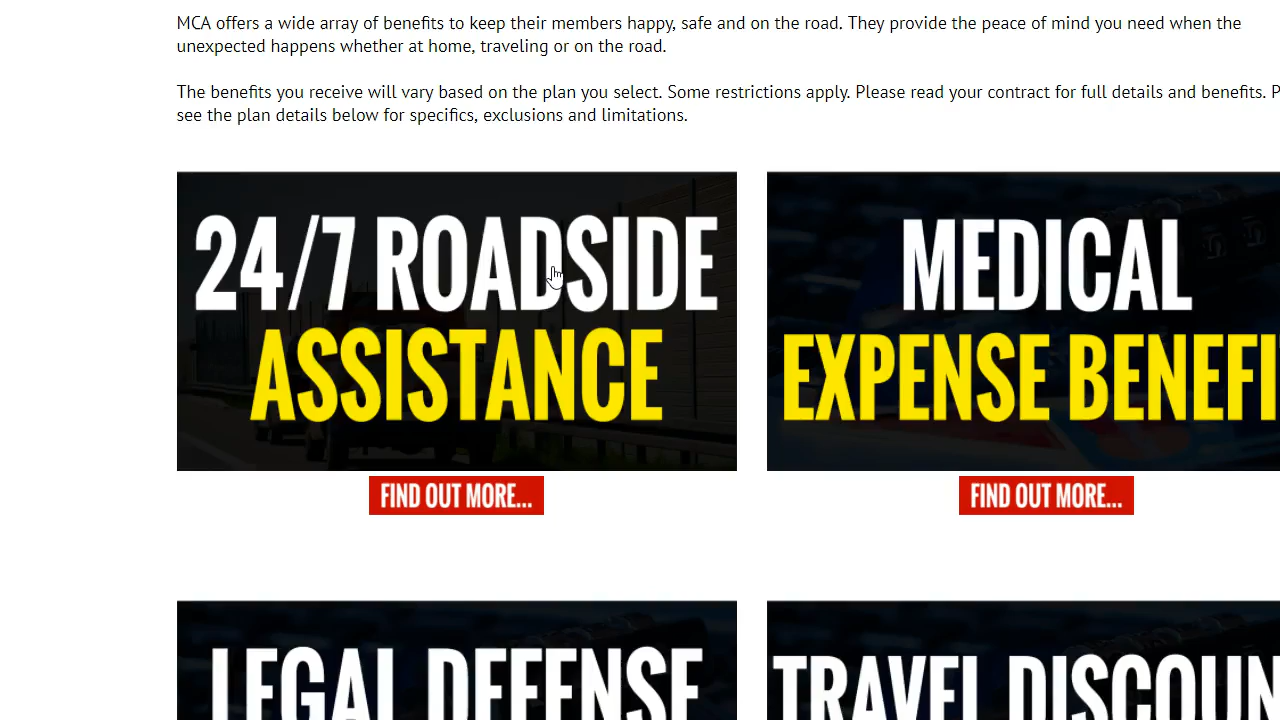 MCA offers a wide array of benefits to keep their members happy, safe and on the road. They provide the peace of mind you need when the
unexpected happens whether at home, traveling or on the road.
The benefits you receive will vary based on the plan you select. Some restrictions apply. Please read your contract for full details and benefits. P
see the plan details below for specifics, exclusions and limitations.
24/7 ROADSIDE
ASSISTANCE
FIND OUT MORE...
MEDICAL
EXPENSE BENEFI
FIND OUT MORE...
LEGAL DEFENSE
TRAVEL DISCOUN